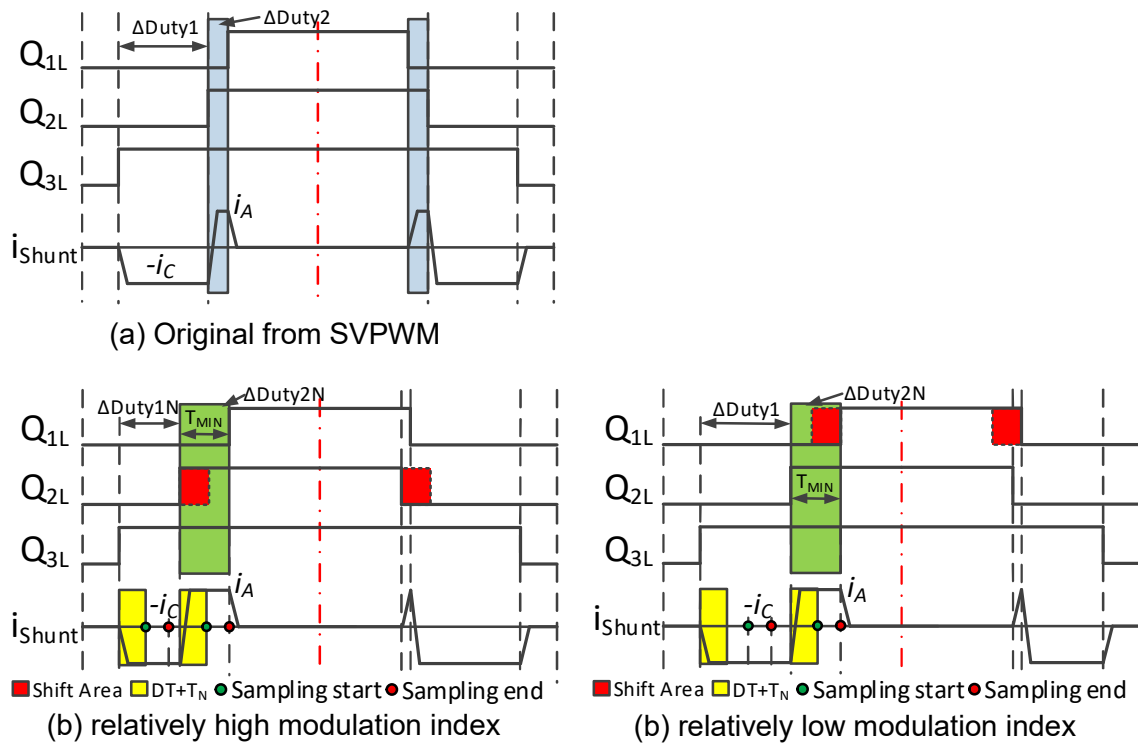 ΔDuty1
ΔDuty2
Q1L
Q2L
Q3L
iA
iShunt
-iC
(a) Original from SVPWM
ΔDuty1N
ΔDuty2N
TMIN
Q1L
Q2L
Q3L
-iC
iA
iShunt
Shift Area DT+TN Sampling start Sampling end
(b) relatively high modulation index
ΔDuty2N
ΔDuty1
Q1L
TMIN
Q2L
Q3L
-iC
iA
iShunt
Shift Area DT+TN Sampling start Sampling end
(b) relatively low modulation index